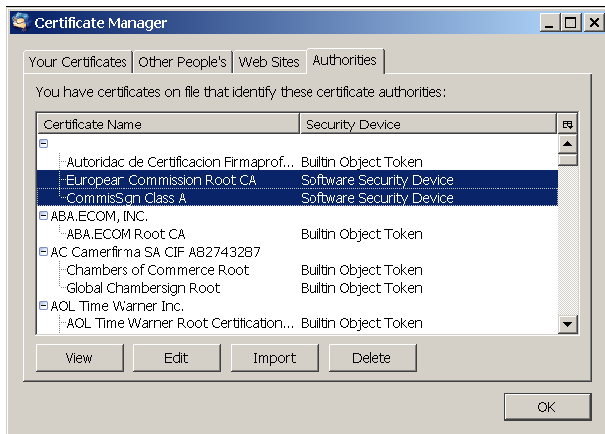 Certificate Manager
Your Certificates Other People's Web Sites Authorities
You have certificates on file that identify these certificate authorities:
Certificate Name Security Device
Autoridac de Certificacion Firmaprof... Builtin Object Token
European Commission Root CA Software Security Device
CommisSgn Class A Software Security Device
ABA.ECOM, INC.
ABA.ECOM Root CA Builtin Object Token
AC Camerfirma SA CIF A82743287
Chambers of Commerce Root Builtin Object Token
Global Chambersign Root Builtin Object Token
AOL Time Warner Inc.
AOL Time Warner Root Certification... Builtin Object Token
View Edit Import Delete
OK